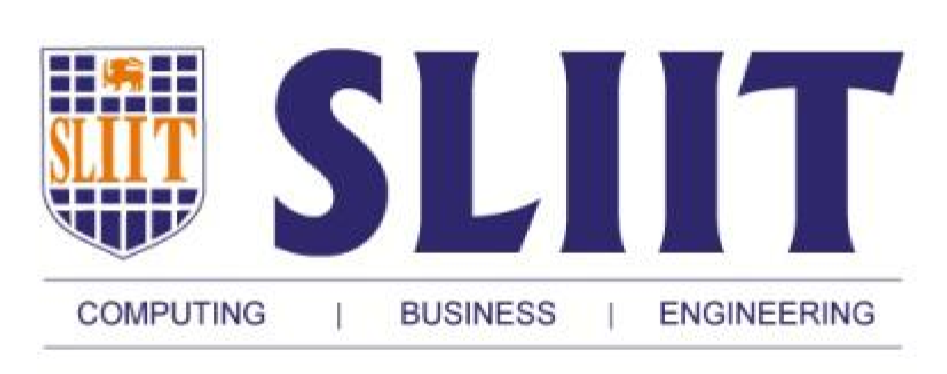 SLIIT
SLIIT
COMPUTING | BUSINESS | ENGINEERING